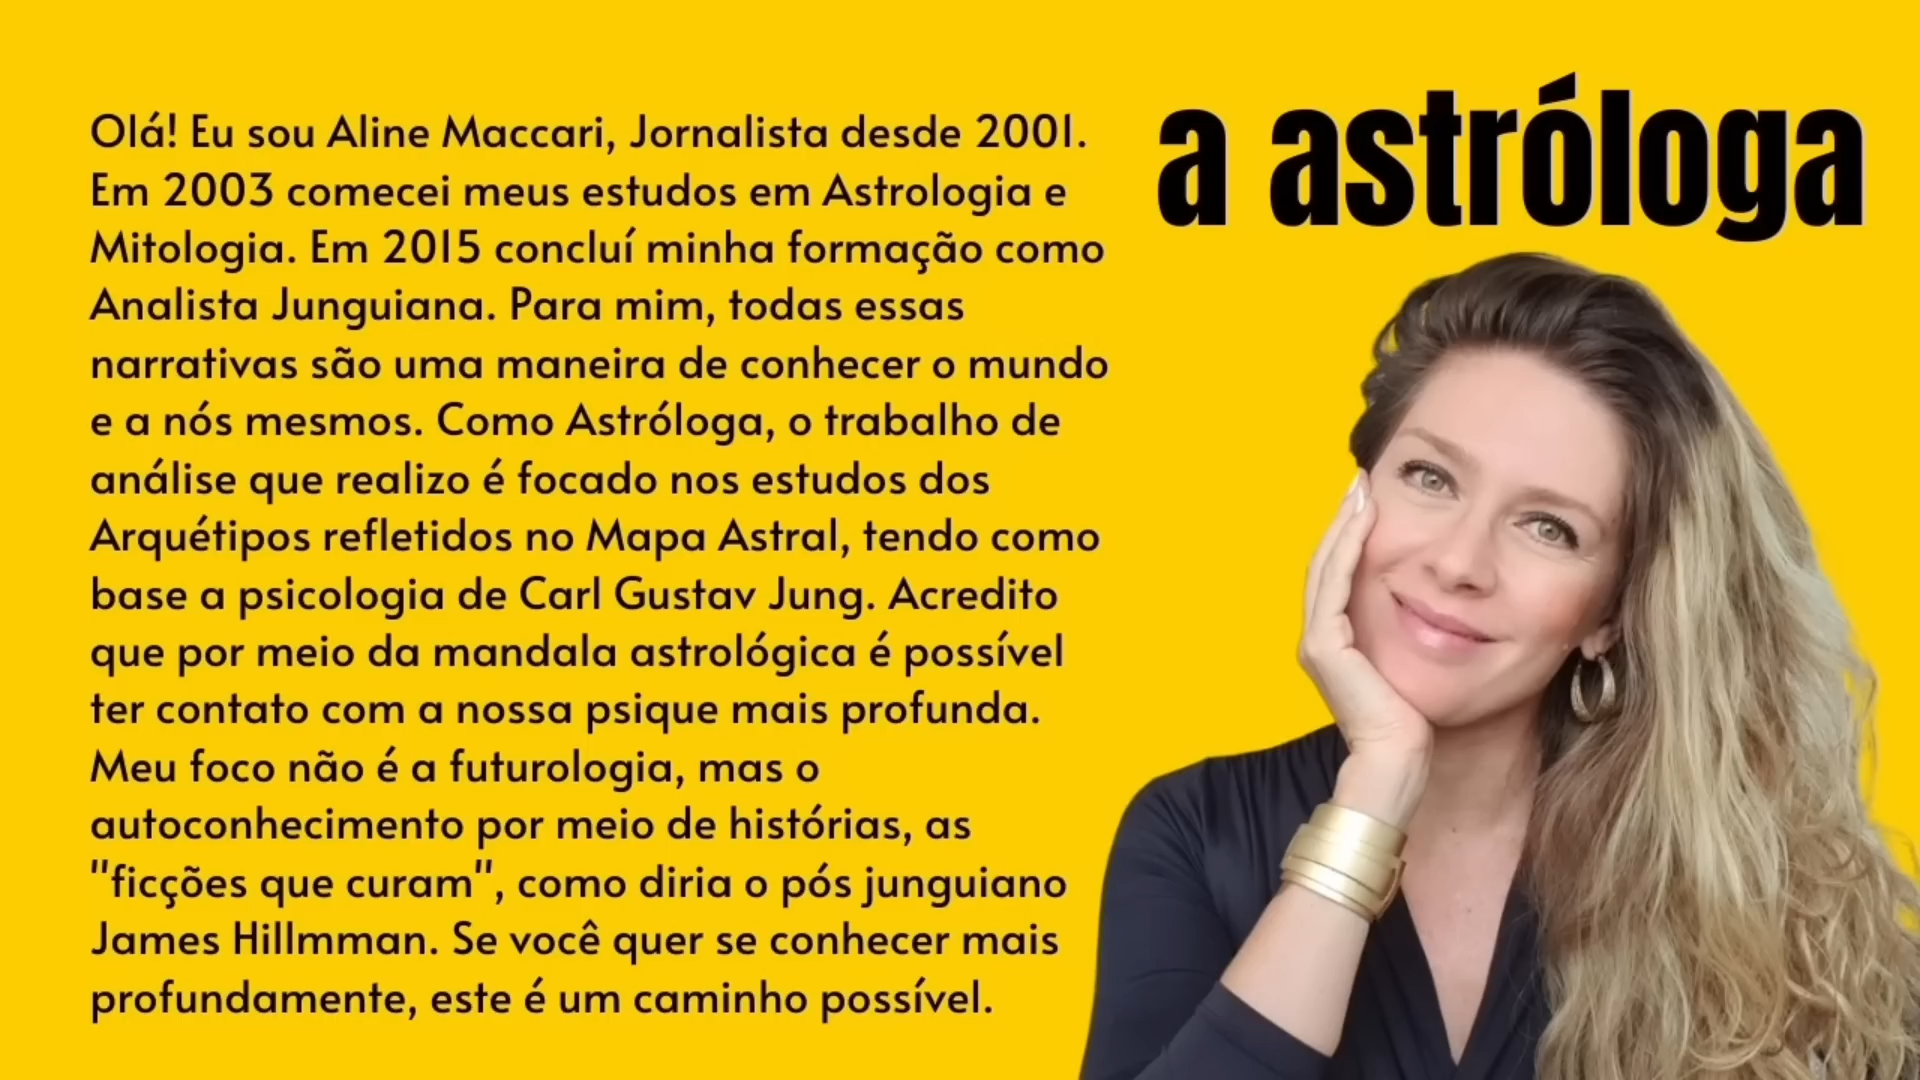 a astróloga
Olá! Eu sou Aline Maccari, Jornalista desde 2001.
Em 2003 comecei meus estudos em Astrologia e
Mitologia. Em 2015 concluí minha formação como
Analista Junguiana. Para mim, todas essas
narrativas são uma maneira de conhecer o mundo
e a nós mesmos. Como Astróloga, o trabalho de
análise que realizo é focado nos estudos dos
Arquétipos refletidos no Mapa Astral, tendo como
base a psicologia de Carl Gustav Jung. Acredito
que por meio da mandala astrológica é possível
ter contato com a nossa psique mais profunda.
Meu foco não é a futurologia, mas o
autoconhecimento por meio de histórias, as
"ficções que curam", como diria o pós junguiano
James Hillmman. Se você quer se conhecer mais
profundamente, este é um caminho possível.